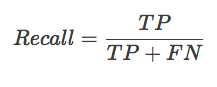 Recall = TP / (TP + FN)